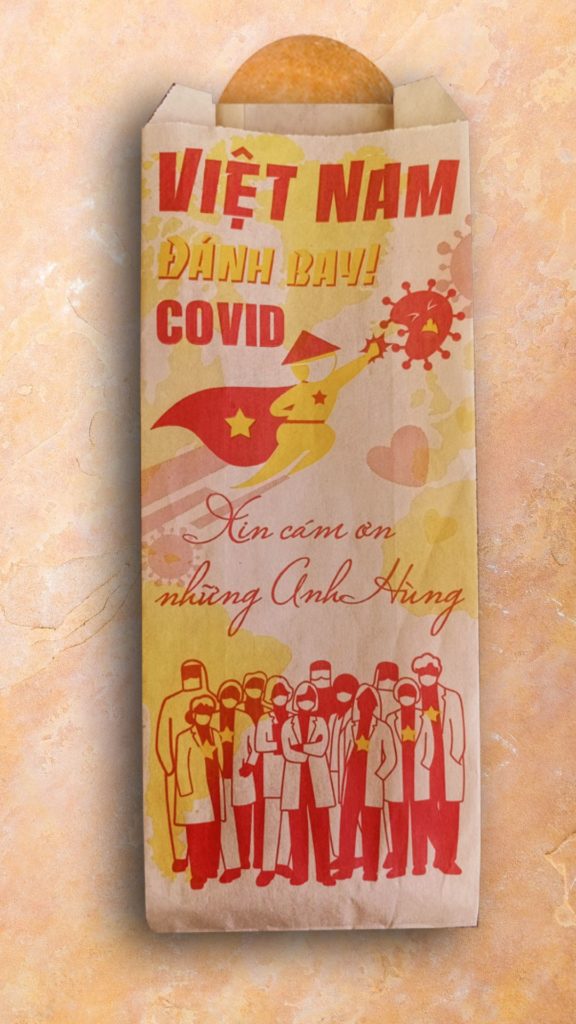 VIỆT NAM
ĐÁNH BAY!
COVID
Xin cám ơn
những Anh Hùng